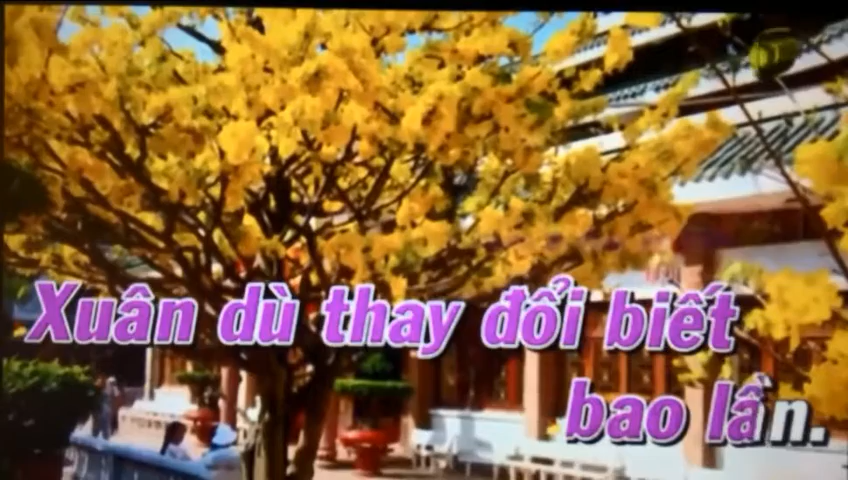 Xuân dù thay đổi biết
bao lần.